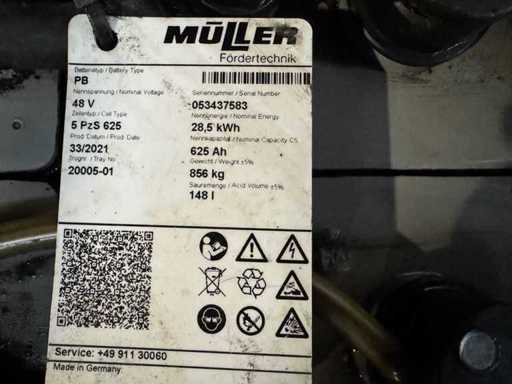 MÜLLER
Fördertechnik
Batterietyp / Battery Type
PB
Nennspannung / Nominal Voltage
48 V
Zellentyp / Cell Type
5 PzS 625
Prod. Datum / Prod. Date
33/2021
Trognr. / Tray No
20005-01
Seriennummer / Serial Number
053437583
Nennenergie / Nominal Energy
28,5 kWh
Nennkapazität / Nominal Capacity C5
625 Ah
Gewicht / Weight ±5%
856 kg
Säuremenge / Acid Volume ±5%
148 l
Pb
Service: +49 911 30060
Made in Germany